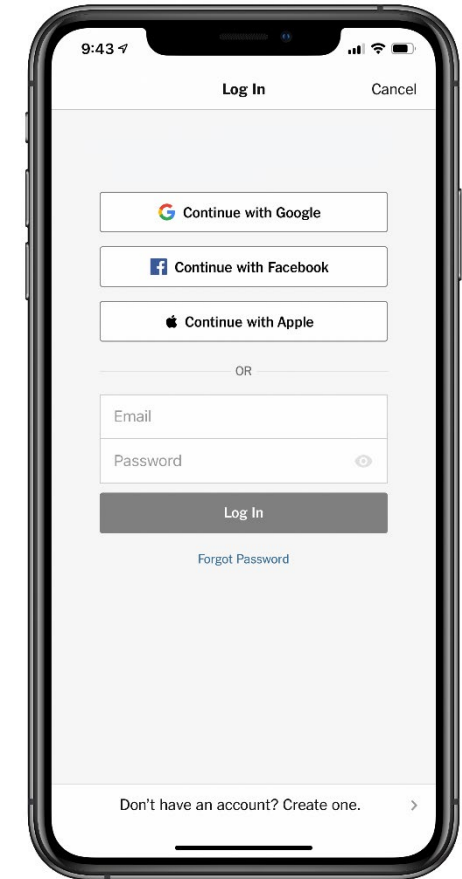 9:43
Log In
Cancel
Continue with Google
Continue with Facebook
Continue with Apple
OR
Email
Password
Log In
Forgot Password
Don't have an account? Create one.